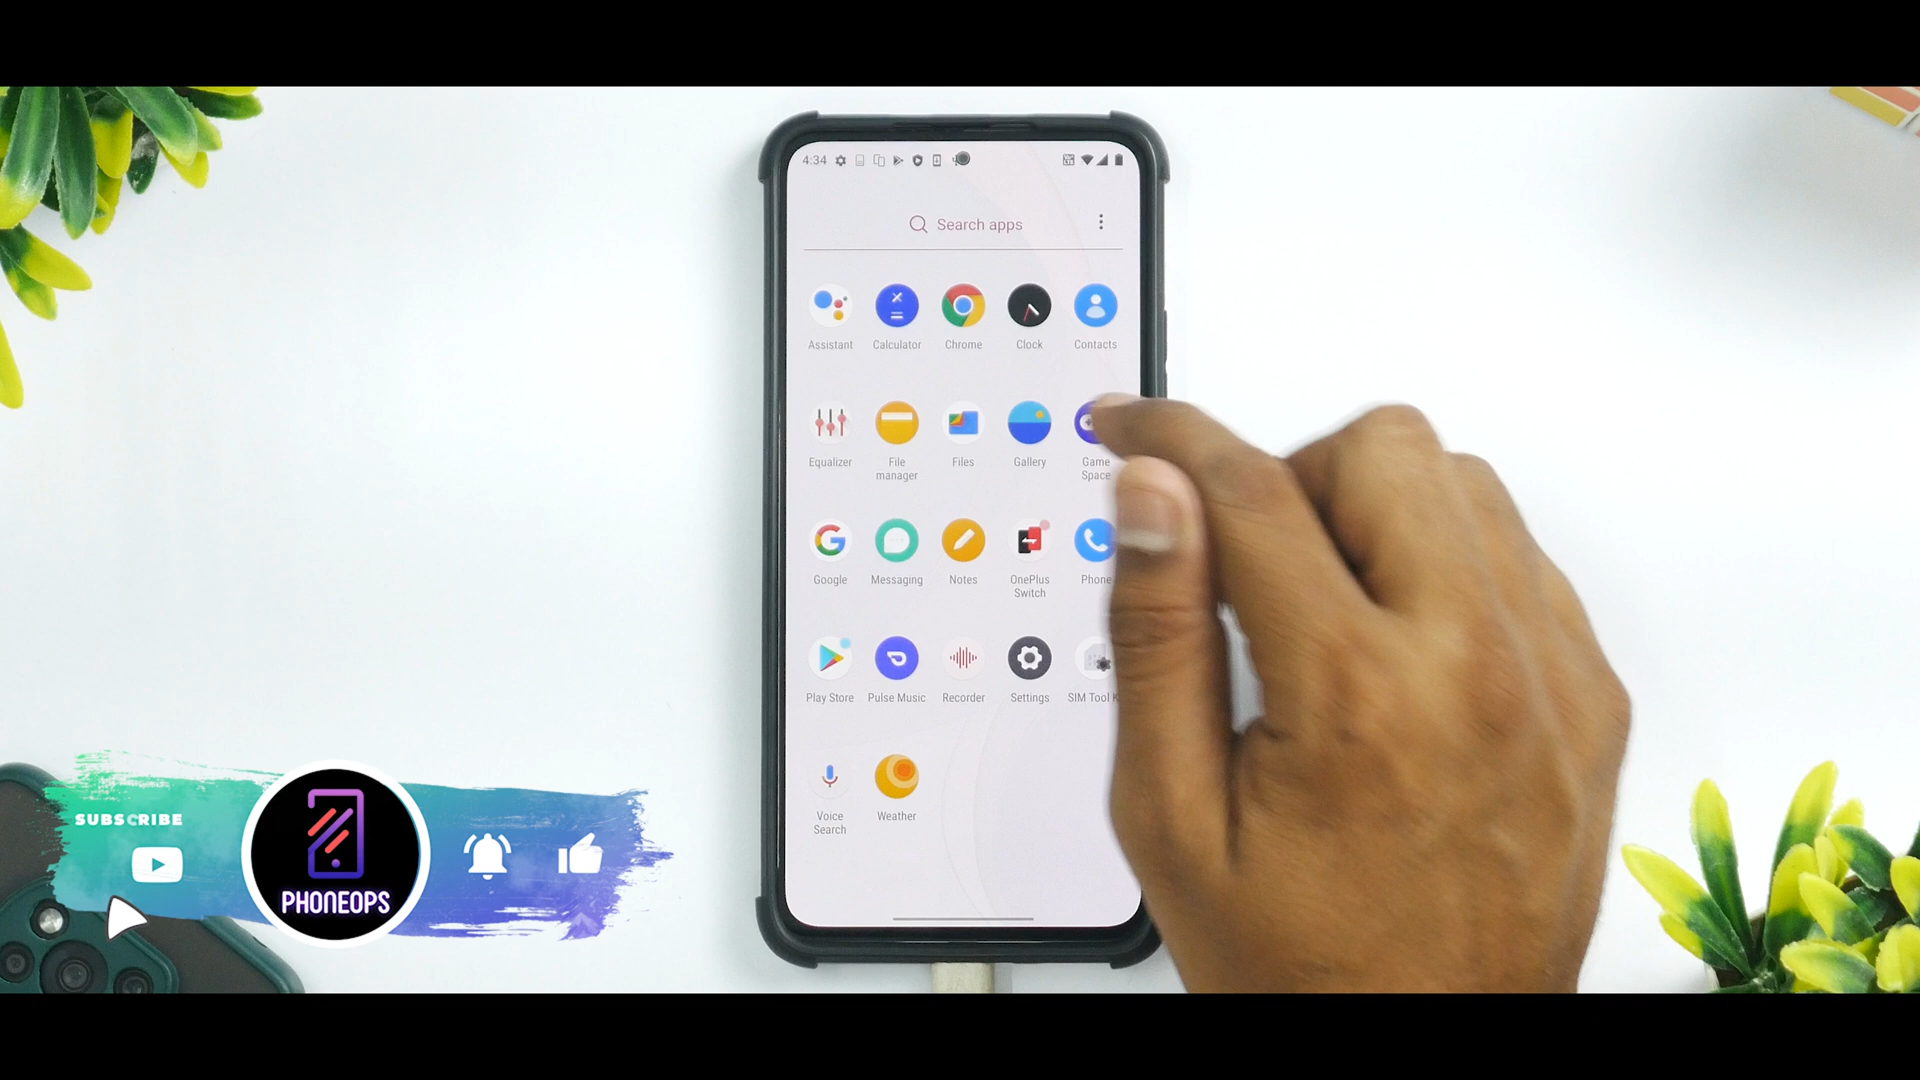 4:34
Search apps
Assistant
Calculator
Chrome
Clock
Contacts
Equalizer
File
manager
Files
Gallery
Game
Space
Google
Messaging
Notes
OnePlus
Switch
Phone
Play Store
Pulse Music
Recorder
Settings
SIM Tool
Voice
Search
Weather
SUBSCRIBE
PHONEOPS